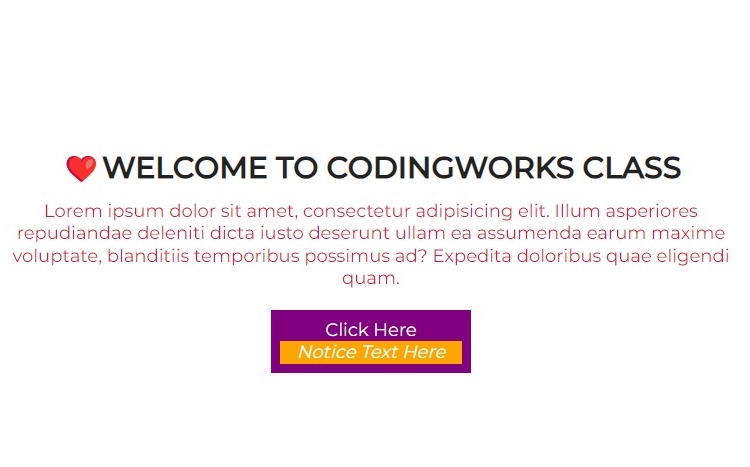 ❤️ WELCOME TO CODINGWORKS CLASS
Lorem ipsum dolor sit amet, consectetur adipisicing elit. Illum asperiores
repudiandae deleniti dicta iusto deserunt ullam ea assumenda earum maxime
voluptate, blanditiis temporibus possimus ad? Expedita doloribus quae eligendi
quam.
Click Here
Notice Text Here